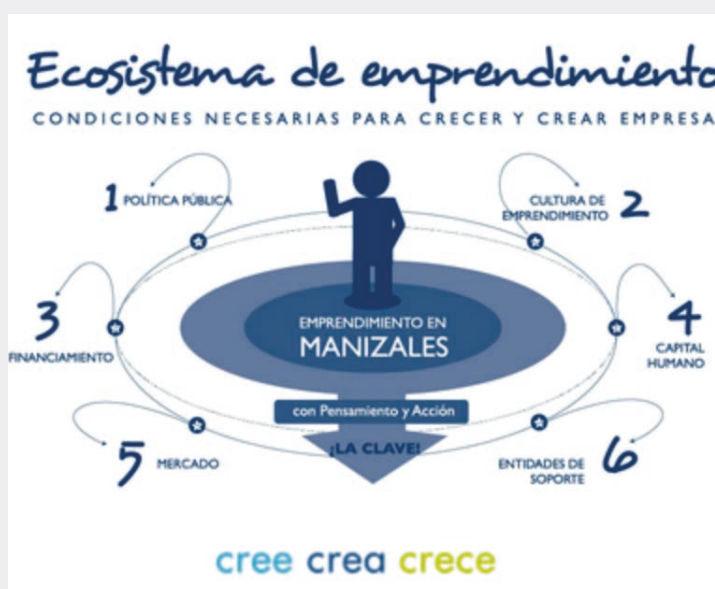 Ecosistema de emprendimiento
CONDICIONES NECESARIAS PARA CRECER Y CREAR EMPRESA
1 POLÍTICA PÚBLICA
CULTURA DE
EMPRENDIMIENTO 2
3
FINANCIAMIENTO
EMPRENDIMIENTO EN
MANIZALES
4
CAPITAL
HUMANO
con Pensamiento y Acción
¡LA CLAVE!
5 MERCADO
ENTIDADES DE
SOPORTE 6
cree crea crece